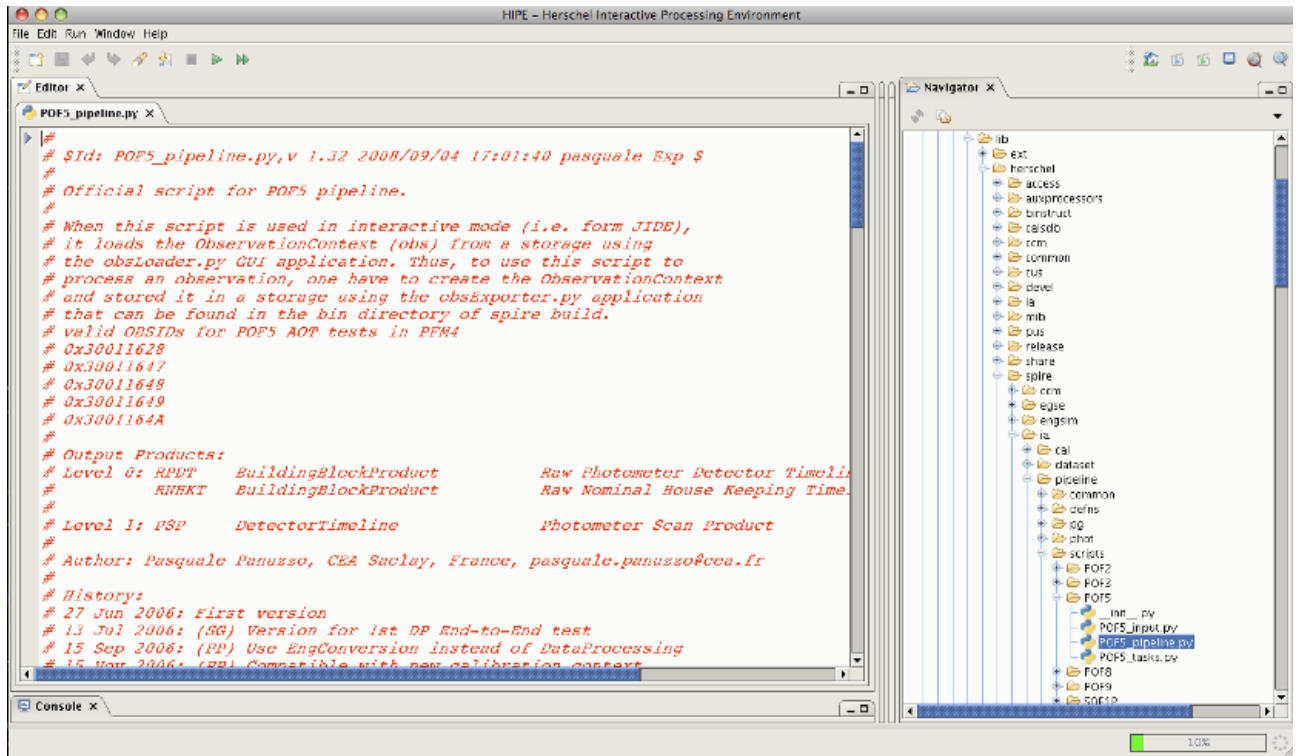 HIPE – Herschel Interactive Processing Environment
File Edit Run Window Help
Editor ×
POF5_pipeline.py ×
#
# $Id: POF5_pipeline.py,v 1.32 2008/09/04 17:01:40 pasquale Exp $
#
# Official script for POF5 pipeline.
#
# When this script is used in interactive mode (i.e. form JIDE),
# it loads the ObservationContext (obs) from a storage using
# the obsLoader.py GUI application. Thus, to use this script to
# process an observation, one have to create the ObservationContext
# and stored it in a storage using the obsExporter.py application
# that can be found in the bin directory of spire build.
# valid OBSIDs for POF5 AOT tests in PFM4
# 0x30011628
# 0x30011647
# 0x30011648
# 0x30011649
# 0x3001164A
#
# Output Products:
# Level 0: RPDT BuildingBlockProduct Raw Photometer Detector Timeli
# RNHKT BuildingBlockProduct Raw Nominal House Keeping Time
#
# Level 1: PSP DetectorTimeline Photometer Scan Product
#
# Author: Pasquale Panuzzo, CEA Saclay, France, pasquale.panuzzo@cea.fr
#
# History:
# 27 Jun 2006: First version
# 13 Jul 2006: (SG) Version for 1st DP End-to-End test
# 15 Sep 2006: (PP) Use EngConversion instead of DataProcessing
# 15 Nov 2006: (PP) Compatible with new calibration context
Console ×
Navigator ×
lib
ext
herschel
access
auxprocessors
binstruct
calsdb
ccm
common
cus
devel
ia
mib
pus
release
share
spire
ccm
egse
engsim
ia
cal
dataset
pipeline
common
defns
pg
phot
scripts
POF2
POF3
POF5
__init__.py
POF5_input.py
POF5_pipeline.py
POF5_tasks.py
POF8
POF9
SOF1P
10%